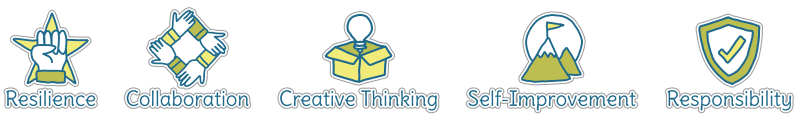 Resilience
Collaboration
Creative Thinking
Self-Improvement
Responsibility